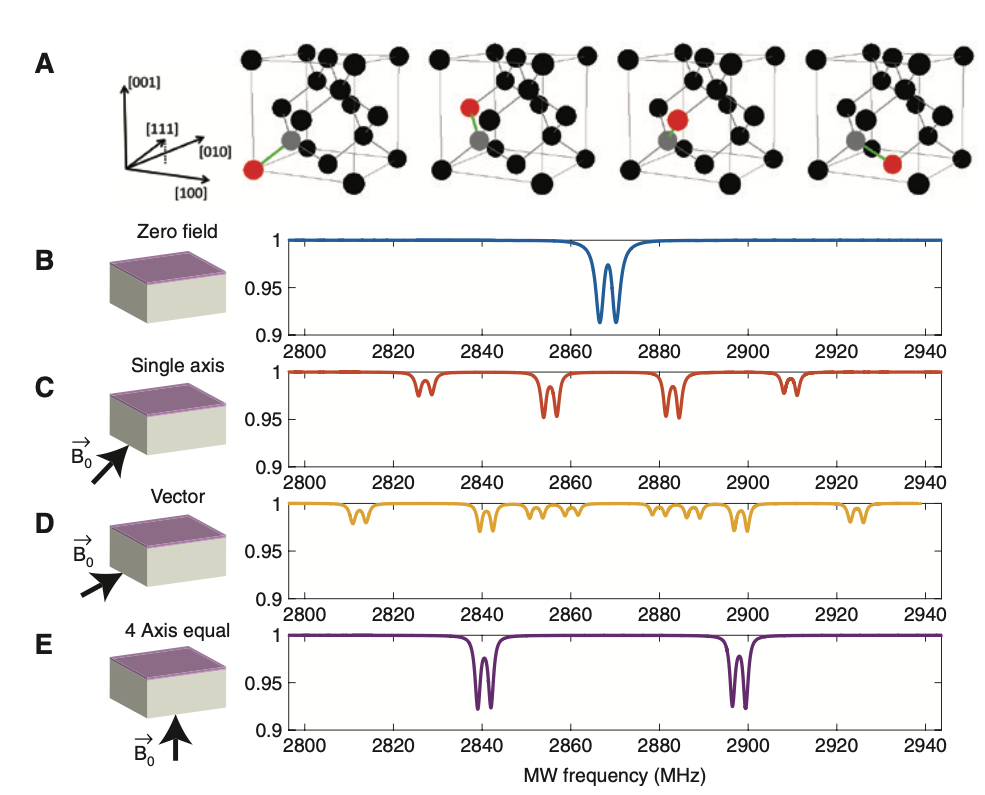 A
[001]
[111]
[010]
[100]
B
Zero field
1
0.95
0.9
2800 2820 2840 2860 2880 2900 2920 2940
C
Single axis
B0
1
0.95
0.9
2800 2820 2840 2860 2880 2900 2920 2940
D
Vector
B0
1
0.95
0.9
2800 2820 2840 2860 2880 2900 2920 2940
E
4 Axis equal
B0
1
0.95
0.9
2800 2820 2840 2860 2880 2900 2920 2940
MW frequency (MHz)